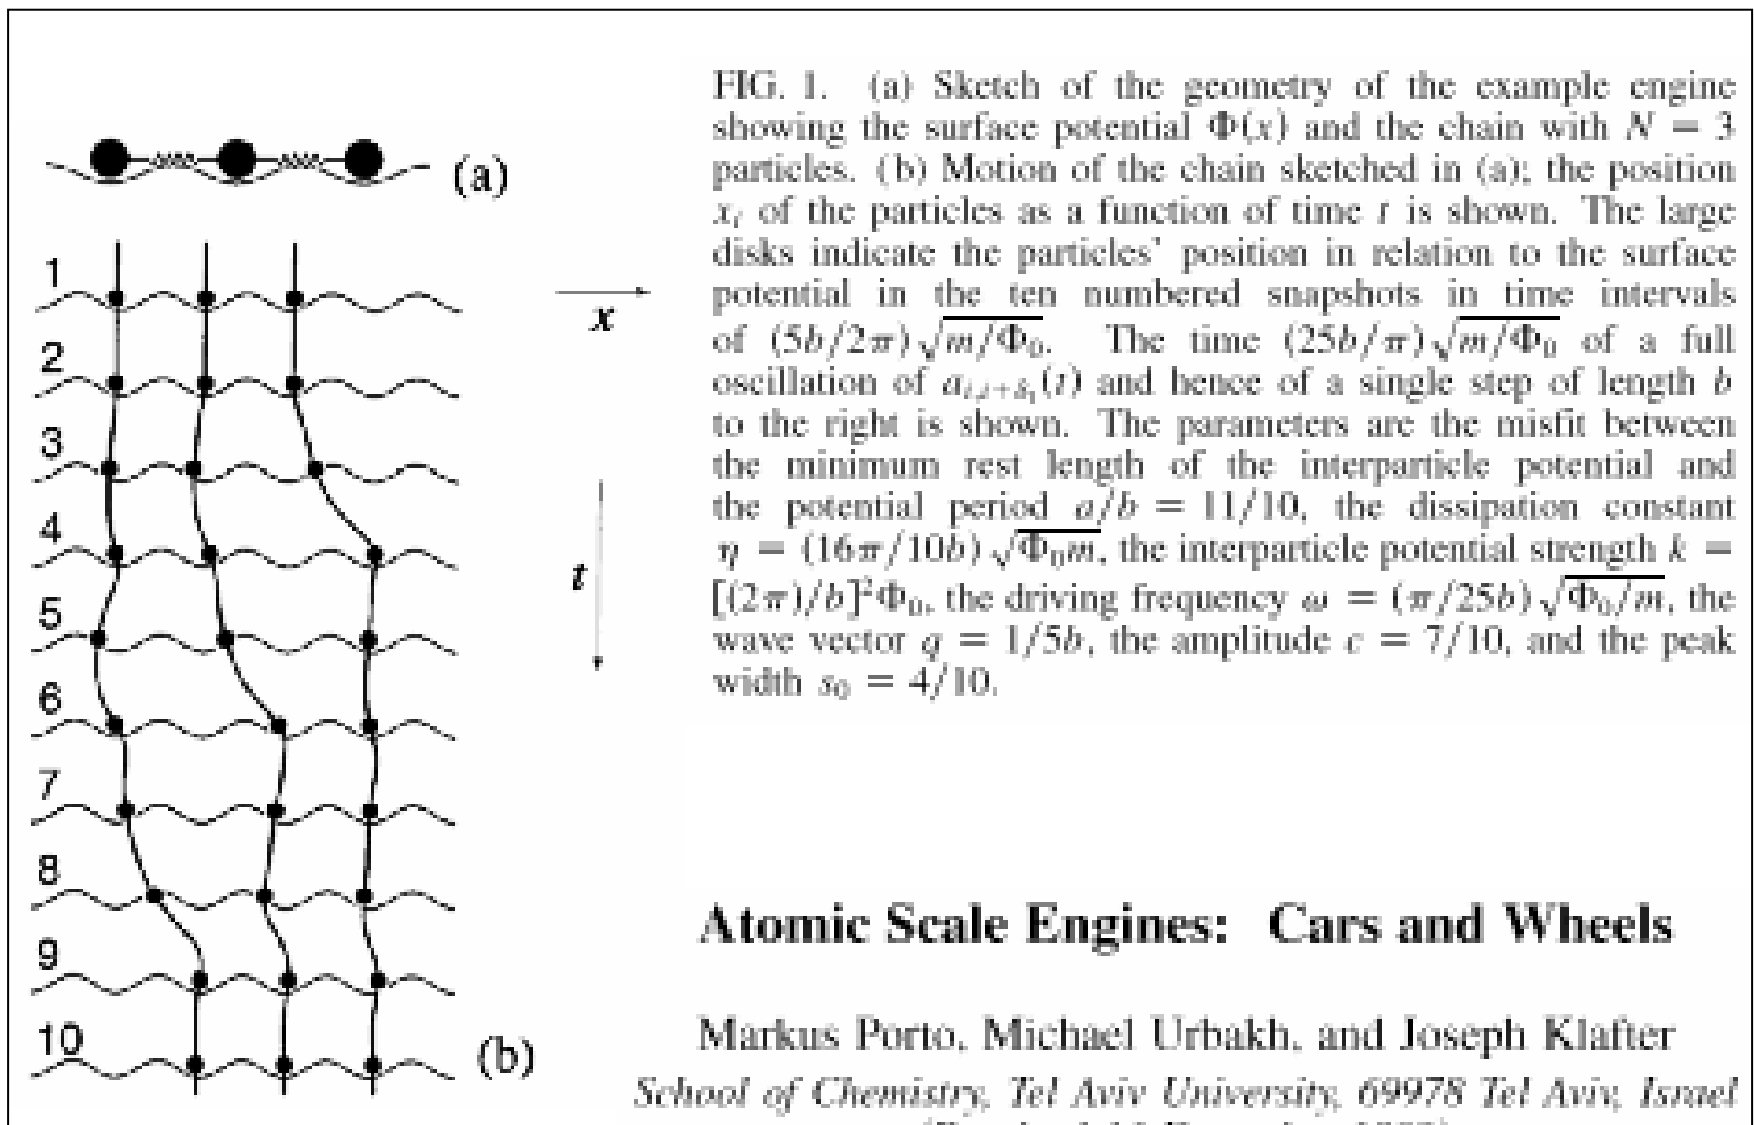 (a)
1
2
3
4
5
6
7
8
9
10
(b)
x
t
FIG. 1. (a) Sketch of the geometry of the example engine
showing the surface potential Φ(x) and the chain with N = 3
particles. (b) Motion of the chain sketched in (a); the position
x_i of the particles as a function of time t is shown. The large
disks indicate the particles' position in relation to the surface
potential in the ten numbered snapshots in time intervals
of (5b/2π)√m/Φ₀. The time (25b/π)√m/Φ₀ of a full
oscillation of a_{i,i+δ_i}(t) and hence of a single step of length b
to the right is shown. The parameters are the misfit between
the minimum rest length of the interparticle potential and
the potential period a/b = 11/10, the dissipation constant
η = (16π/10b)√Φ₀m, the interparticle potential strength k =
[(2π)/b]²Φ₀, the driving frequency ω = (π/25b)√Φ₀/m, the
wave vector q = 1/5b, the amplitude c = 7/10, and the peak
width s₀ = 4/10.
Atomic Scale Engines: Cars and Wheels
Markus Porto, Michael Urbakh, and Joseph Klafter
School of Chemistry, Tel Aviv University, 69978 Tel Aviv, Israel